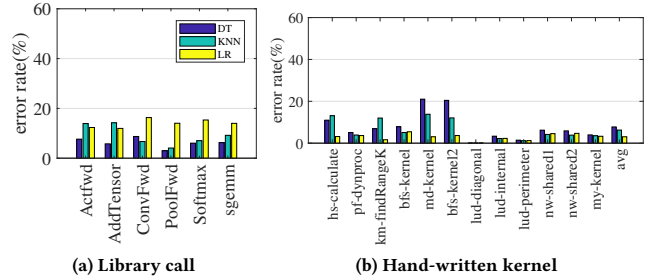 60
40
20
0
error rate(%)
DT
KNN
LR
Actfwd
AddTensor
ConvFwd
PoolFwd
Softmax
sgemm
(a) Library call
60
40
20
0
error rate(%)
hs-calculate
pf-dynproc
km-findRangeK
bfs-kernel
md-kernel
bfs-kernel2
lud-diagonal
lud-internal
lud-perimeter
nw-shared1
nw-shared2
my-kernel
avg
(b) Hand-written kernel